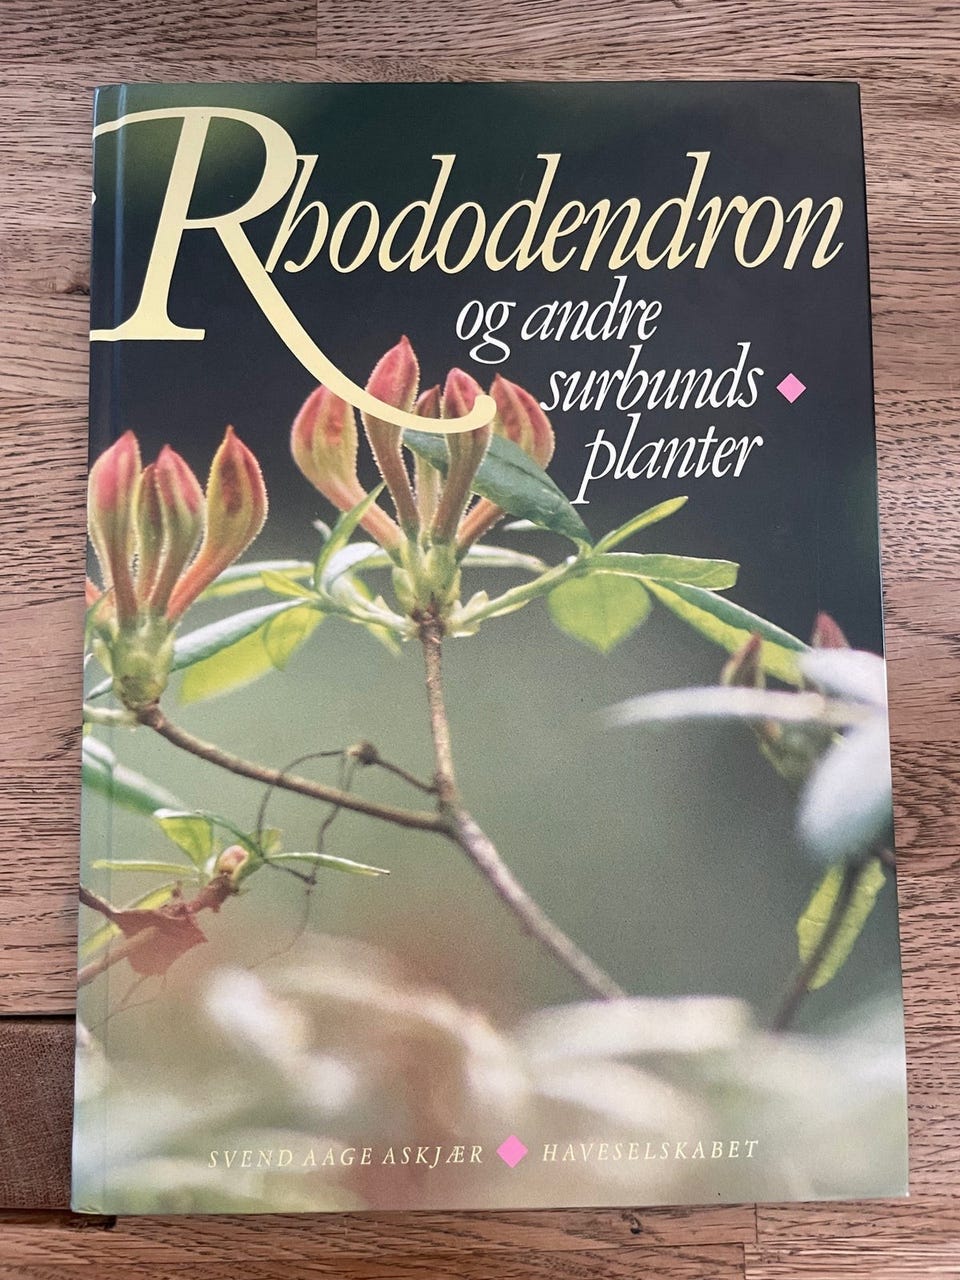 Rhododendron
og andre
surbunds
planter
SVEND AAGE ASKJÆR ◆ HAVESELSKABET